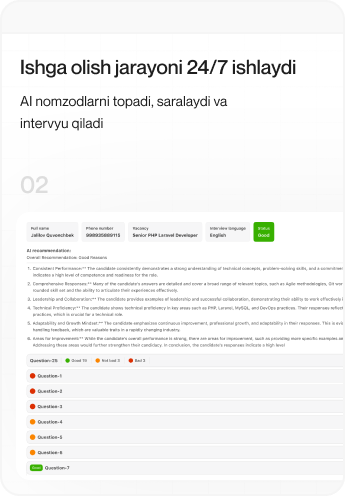 Ishga olish jarayoni 24/7 ishlaydi
AI nomzodlarni topadi, saralaydi va
intervyu qiladi
02
Full name
Jalilov Quvonchbek
Phone number
998935888115
Vacancy
Senior PHP Laravel Developer
Interview language
English
Status
Good
AI recommendation:
Overall Recommendation: Good Reasons:
1. Consistent Performance:** The candidate consistently demonstrates a strong understanding of technical concepts, problem-solving skills, and a commitmen
indicates a high level of competence and readiness for the role.
2. Comprehensive Responses:** Many of the candidate's answers are detailed and cover a broad range of relevant topics, such as Agile methodologies, Git wor
rounded skill set and the ability to articulate their experiences effectively.
3. Leadership and Collaboration:** The candidate provides examples of leadership and successful collaboration, demonstrating their ability to work effectively i
4. Technical Proficiency:** The candidate shows technical proficiency in key areas such as PHP, Laravel, MySQL, and DevOps practices. Their responses reflect
practices, which is crucial for a technical role.
5. Adaptability and Growth Mindset:** The candidate emphasizes continuous improvement, professional growth, and adaptability in their responses. This is evid
handling feedback, which are valuable traits in a rapidly changing industry.
6. Areas for Improvement:** While the candidate's overall performance is strong, there are areas for improvement, such as providing more specific examples an
Addressing these areas would further strengthen their candidacy. In conclusion, the candidate's responses indicate a high level
Question-25
Good 19
Not bad 3
Bad 3
Question-1
Question-2
Question-3
Question-4
Question-5
Question-6
Good
Question-7